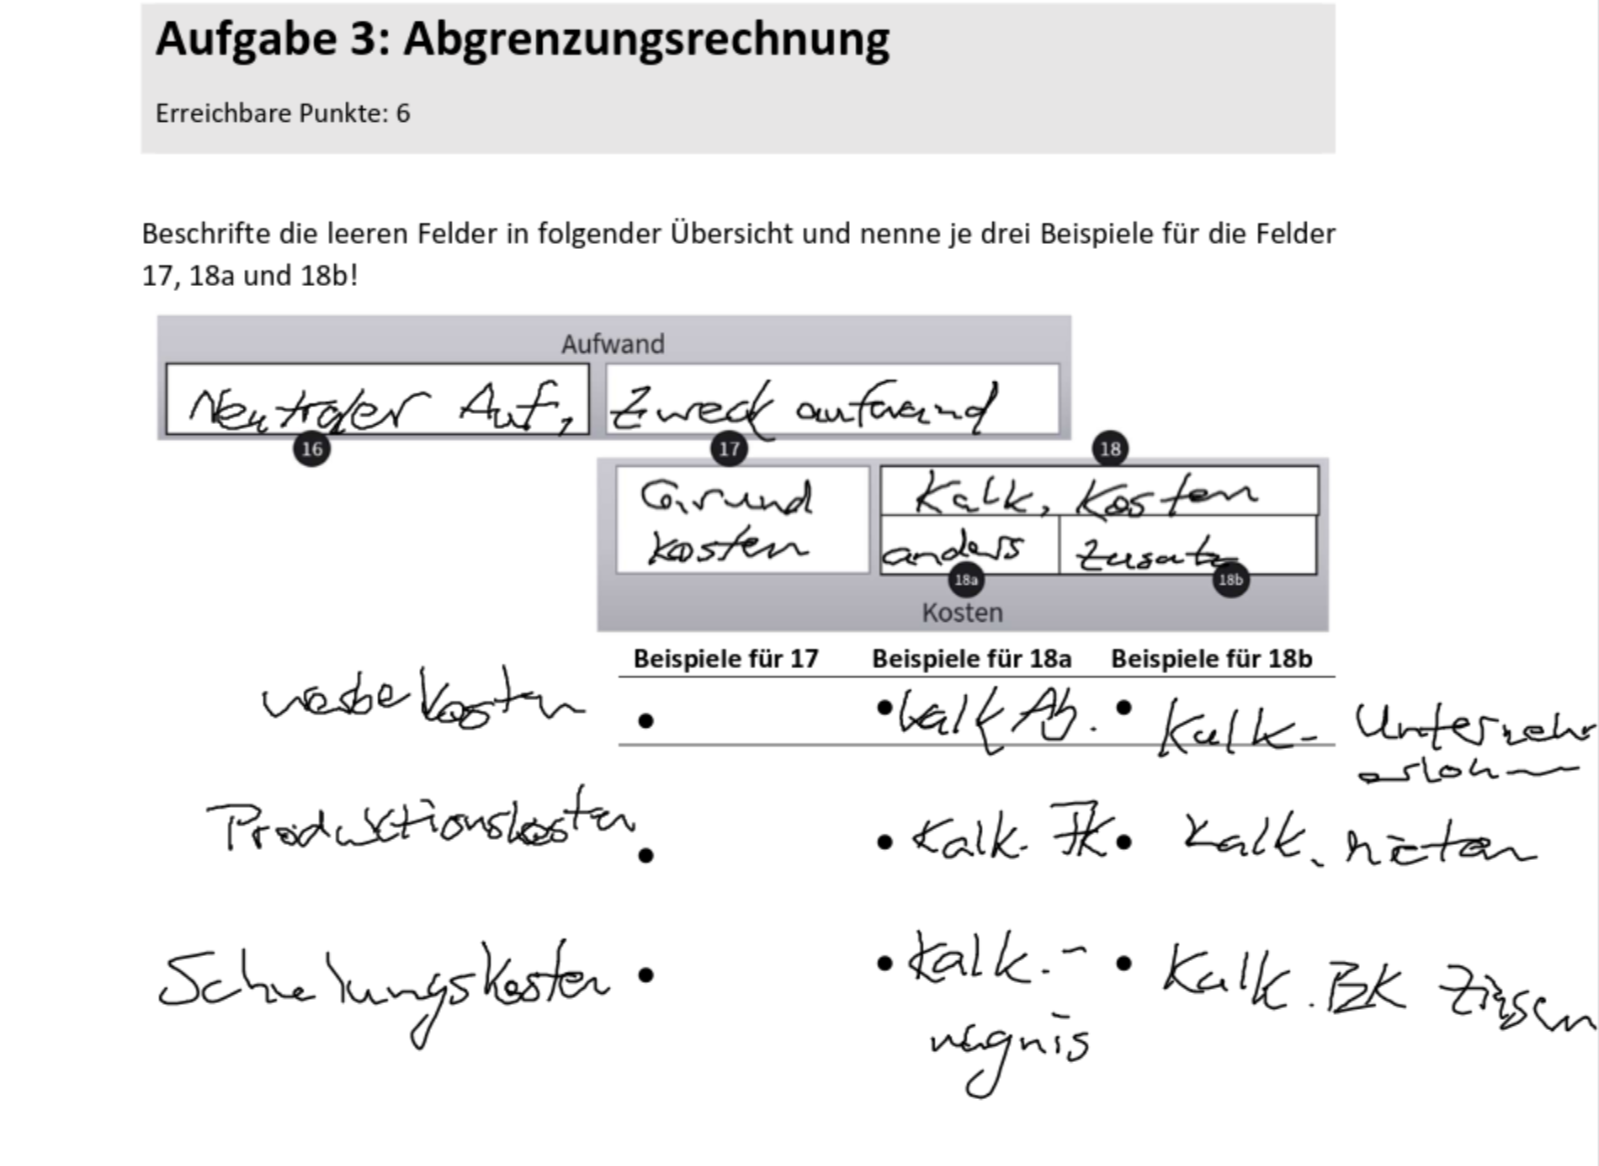 Aufgabe 3: Abgrenzungsrechnung
Erreichbare Punkte: 6
Beschrifte die leeren Felder in folgender Übersicht und nenne je drei Beispiele für die Felder
17, 18a und 18b!
Aufwand
Neutraler Auf, Zweck aufwand
16 17 18
Grund Kalk, Kosten
kosten anders Zusatz
18a 18b
Kosten
Beispiele für 17 Beispiele für 18a Beispiele für 18b
• kalk Ab. • Kalk- Unternehm
erlohn
Produktionskosten • • Kalk. FK • Kalk. mieten
Schulungskosten • • Kalk.- • Kalk. EK Zinsen
wagnis